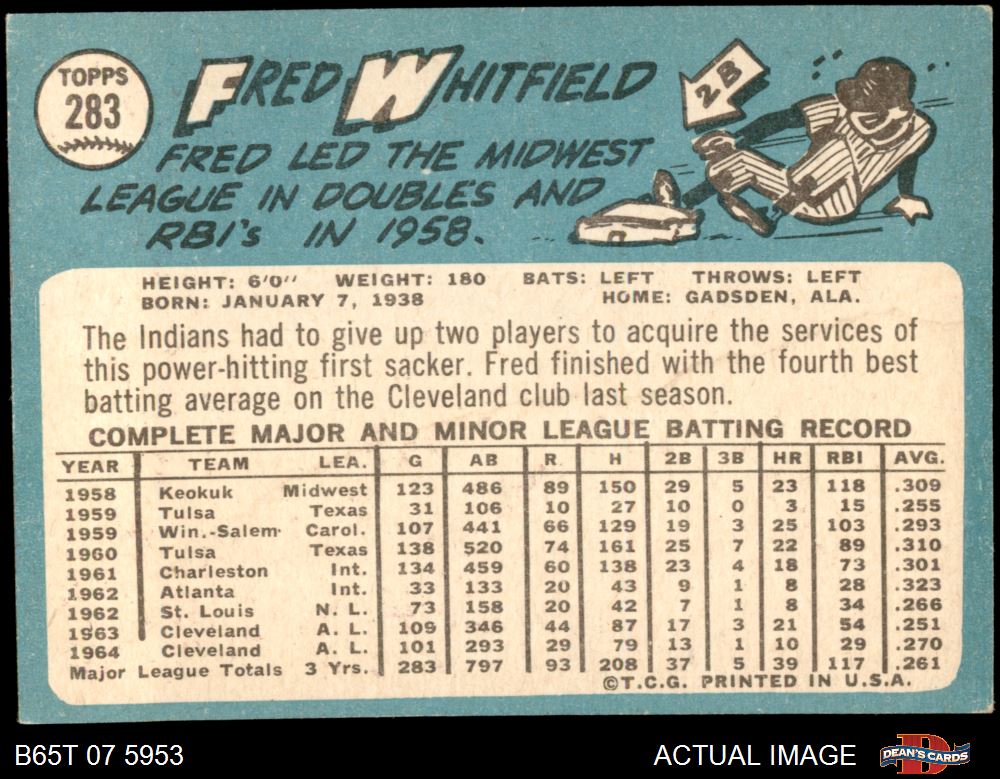 TOPPS
283
FRED WHITFIELD
2B
FRED LED THE MIDWEST
LEAGUE IN DOUBLES AND
RBI's IN 1958.
HEIGHT: 6'0" WEIGHT: 180 BATS: LEFT THROWS: LEFT
BORN: JANUARY 7, 1938 HOME: GADSDEN, ALA.
The Indians had to give up two players to acquire the services of
this power-hitting first sacker. Fred finished with the fourth best
batting average on the Cleveland club last season.
COMPLETE MAJOR AND MINOR LEAGUE BATTING RECORD
YEAR TEAM LEA. G AB R H 2B 3B HR RBI AVG.
1958 Keokuk Midwest 123 486 89 150 29 5 23 118 .309
1959 Tulsa Texas 31 106 10 27 10 0 3 15 .255
1959 Win.-Salem Carol. 107 441 66 129 19 3 25 103 .293
1960 Tulsa Texas 138 520 74 161 25 7 22 89 .310
1961 Charleston Int. 134 459 60 138 23 4 18 73 .301
1962 Atlanta Int. 33 133 20 43 9 1 8 28 .323
1962 St. Louis N. L. 73 158 20 42 7 1 8 34 .266
1963 Cleveland A. L. 109 346 44 87 17 3 21 54 .251
1964 Cleveland A. L. 101 293 29 79 13 1 10 29 .270
Major League Totals 3 Yrs. 283 797 93 208 37 5 39 117 .261
©T.C.G. PRINTED IN U.S.A.
B65T 07 5953 ACTUAL IMAGE DEAN'S CARDS